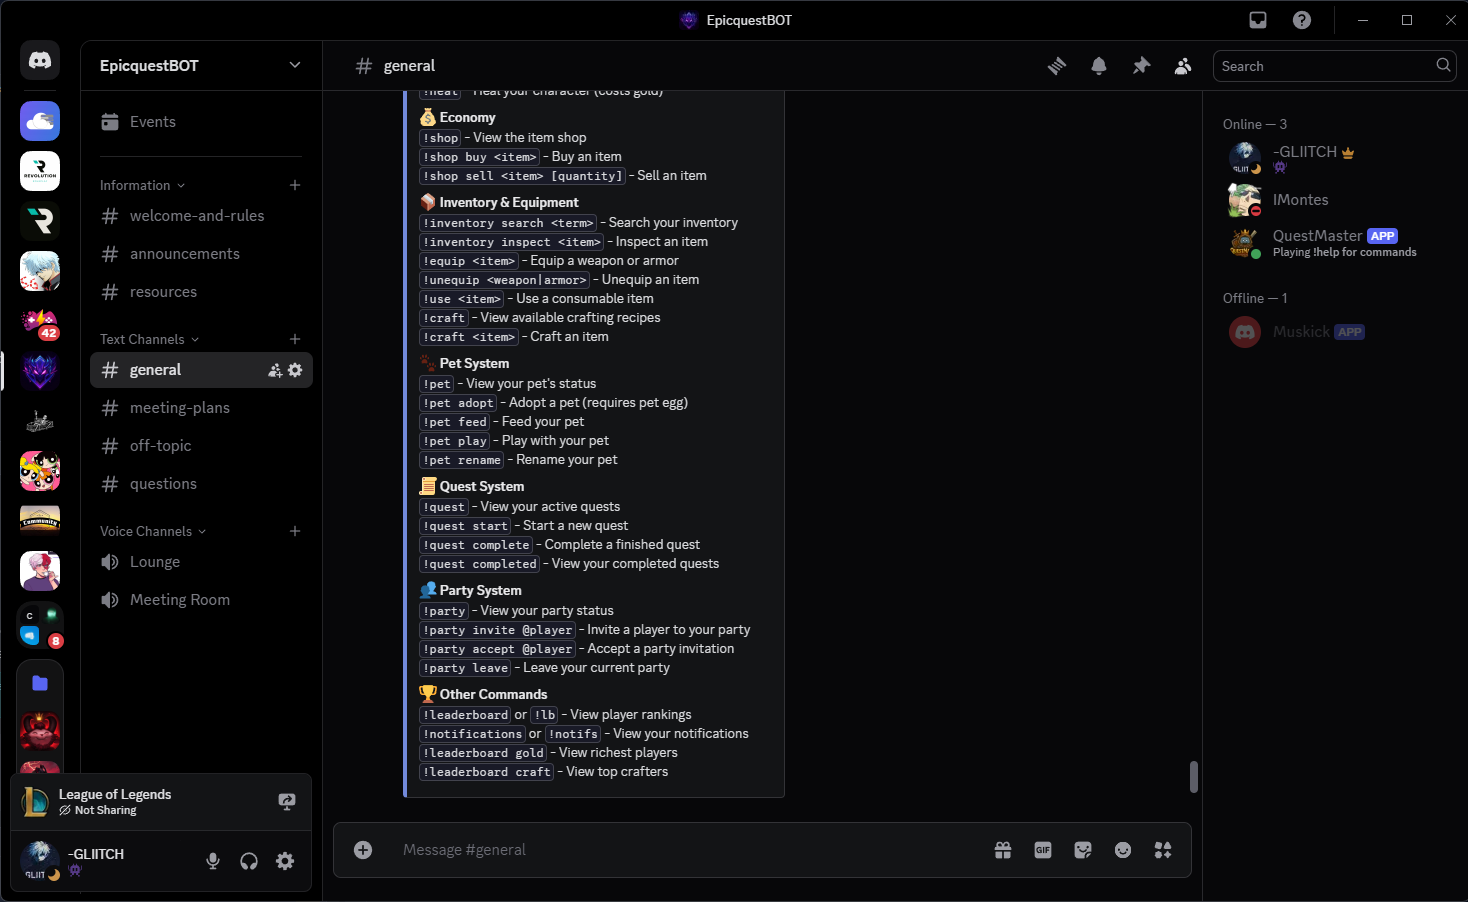 EpicquestBOT
EpicquestBOT
general
Search
Events
Information
welcome-and-rules
announcements
resources
Text Channels
general
meeting-plans
off-topic
questions
Voice Channels
Lounge
Meeting Room
42
REVOLUTION
Community
C
8
!heal - Heal your character (costs gold)
Economy
!shop - View the item shop
!shop buy <item> - Buy an item
!shop sell <item> [quantity] - Sell an item
Inventory & Equipment
!inventory search <term> - Search your inventory
!inventory inspect <item> - Inspect an item
!equip <item> - Equip a weapon or armor
!unequip <weapon|armor> - Unequip an item
!use <item> - Use a consumable item
!craft - View available crafting recipes
!craft <item> - Craft an item
Pet System
!pet - View your pet's status
!pet adopt - Adopt a pet (requires pet egg)
!pet feed - Feed your pet
!pet play - Play with your pet
!pet rename - Rename your pet
Quest System
!quest - View your active quests
!quest start - Start a new quest
!quest complete - Complete a finished quest
!quest completed - View your completed quests
Party System
!party - View your party status
!party invite @player - Invite a player to your party
!party accept @player - Accept a party invitation
!party leave - Leave your current party
Other Commands
!leaderboard or !lb - View player rankings
!notifications or !notifs - View your notifications
!leaderboard gold - View richest players
!leaderboard craft - View top crafters
Message #general
GIF
Online — 3
-GLIITCH
IMontes
QuestMaster APP
Playing !help for commands
Offline — 1
Muskick APP
League of Legends
Not Sharing
-GLIITCH